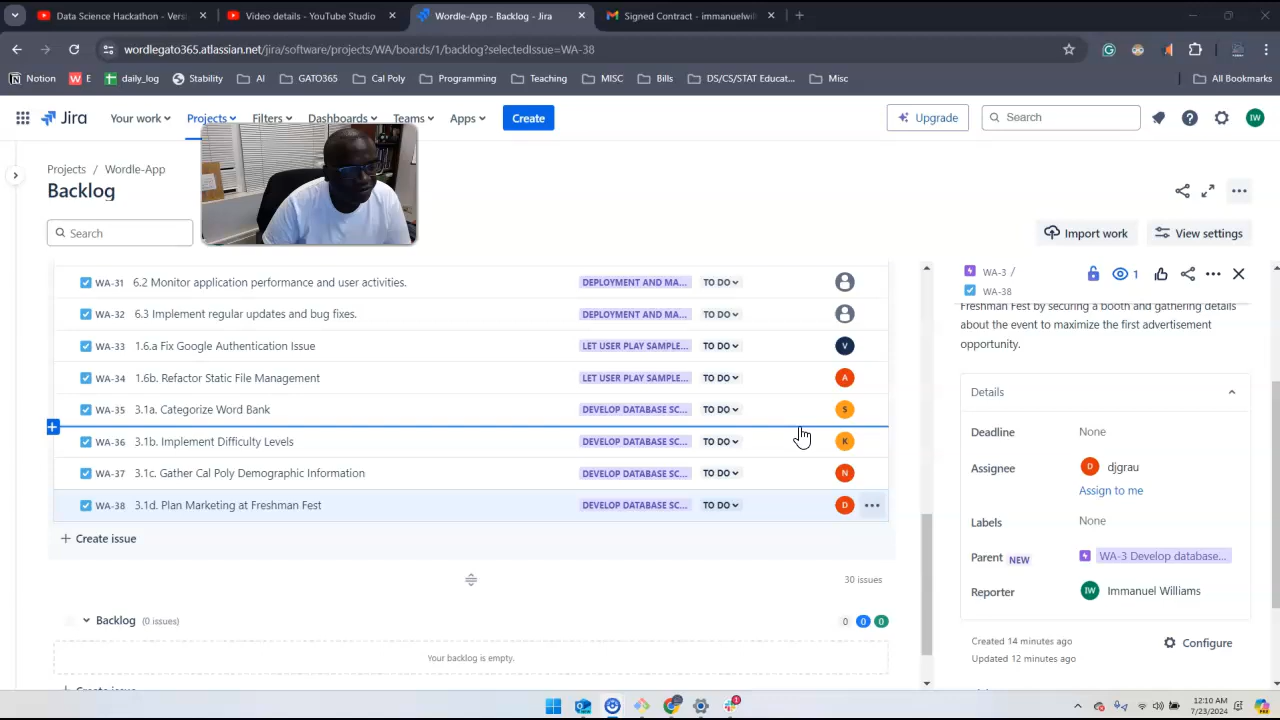 Data Science Hackathon - Vers
Video details - YouTube Studio
Wordle-App - Backlog - Jira
Signed Contract - immanuelwil
wordlegato365.atlassian.net/jira/software/projects/WA/boards/1/backlog?selectedIssue=WA-38
Notion
E
daily_log
Stability
AI
GATO365
Cal Poly
Programming
Teaching
MISC
Bills
DS/CS/STAT Educat...
Misc
All Bookmarks
Jira
Your work
Projects
Filters
Dashboards
Teams
Apps
Create
Upgrade
Search
IW
Projects / Wordle-App
Backlog
Search
Import work
View settings
WA-31 6.2 Monitor application performance and user activities. DEPLOYMENT AND MA... TO DO
WA-32 6.3 Implement regular updates and bug fixes. DEPLOYMENT AND MA... TO DO
WA-33 1.6.a Fix Google Authentication Issue LET USER PLAY SAMPLE... TO DO V
WA-34 1.6b. Refactor Static File Management LET USER PLAY SAMPLE... TO DO A
WA-35 3.1a. Categorize Word Bank DEVELOP DATABASE SC... TO DO S
WA-36 3.1b. Implement Difficulty Levels DEVELOP DATABASE SC... TO DO K
WA-37 3.1c. Gather Cal Poly Demographic Information DEVELOP DATABASE SC... TO DO N
WA-38 3.1d. Plan Marketing at Freshman Fest DEVELOP DATABASE SC... TO DO D
+ Create issue
30 issues
Backlog (0 issues) 0 0 0
Your backlog is empty.
Create issue
WA-3 /
1
WA-38
Freshman Fest by securing a booth and gathering details
about the event to maximize the first advertisement
opportunity.
Details
Deadline None
Assignee D djgrau
Assign to me
Labels None
Parent NEW WA-3 Develop database...
Reporter IW Immanuel Williams
Created 14 minutes ago
Configure
Updated 12 minutes ago
1
12:10 AM
7/23/2024